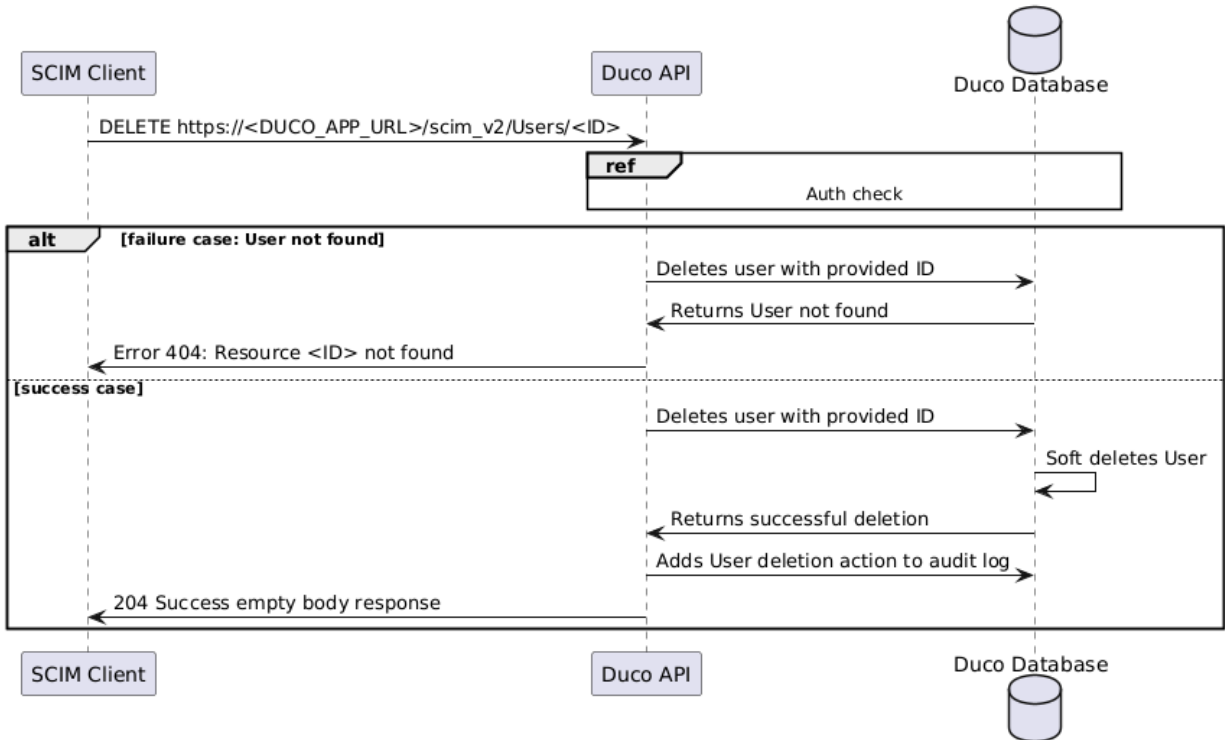 SCIM Client
Duco API
Duco Database
DELETE https://<DUCO_APP_URL>/scim_v2/Users/<ID>
ref
Auth check
alt
[failure case: User not found]
Deletes user with provided ID
Returns User not found
Error 404: Resource <ID> not found
[success case]
Deletes user with provided ID
Soft deletes User
Returns successful deletion
Adds User deletion action to audit log
204 Success empty body response
SCIM Client
Duco API
Duco Database